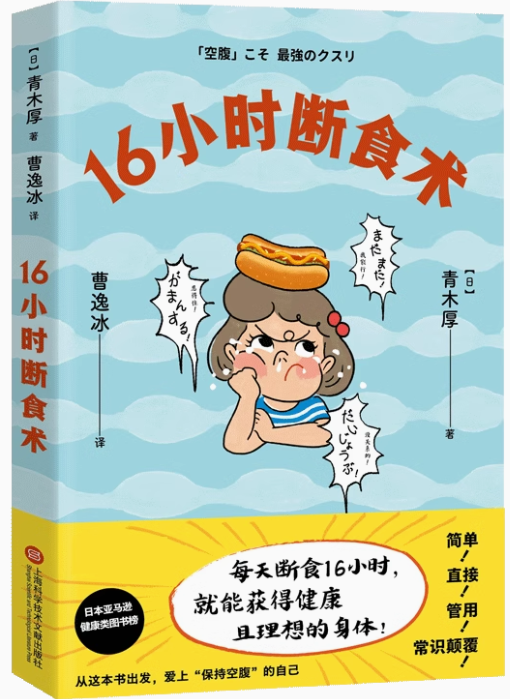 「空腹」こそ 最強のクスリ
16小时断食术
【日】
青木厚
著
曹逸冰
译
がまん
する!
忍得住?
まだ まだ!
我能行!
だい
じょうぶ!
没关系的?
每天断食16小时,
就能获得健康
且理想的身体!
简单!
直接!
管用!
常识颠覆!
日本亚马逊
健康类图书榜
从这本书出发,爱上“保持空腹”的自己
【日】
青木厚
著
曹逸冰
译
16小时断食术
上海科学技术文献出版社
Shanghai Scientific and Technological Literature Press